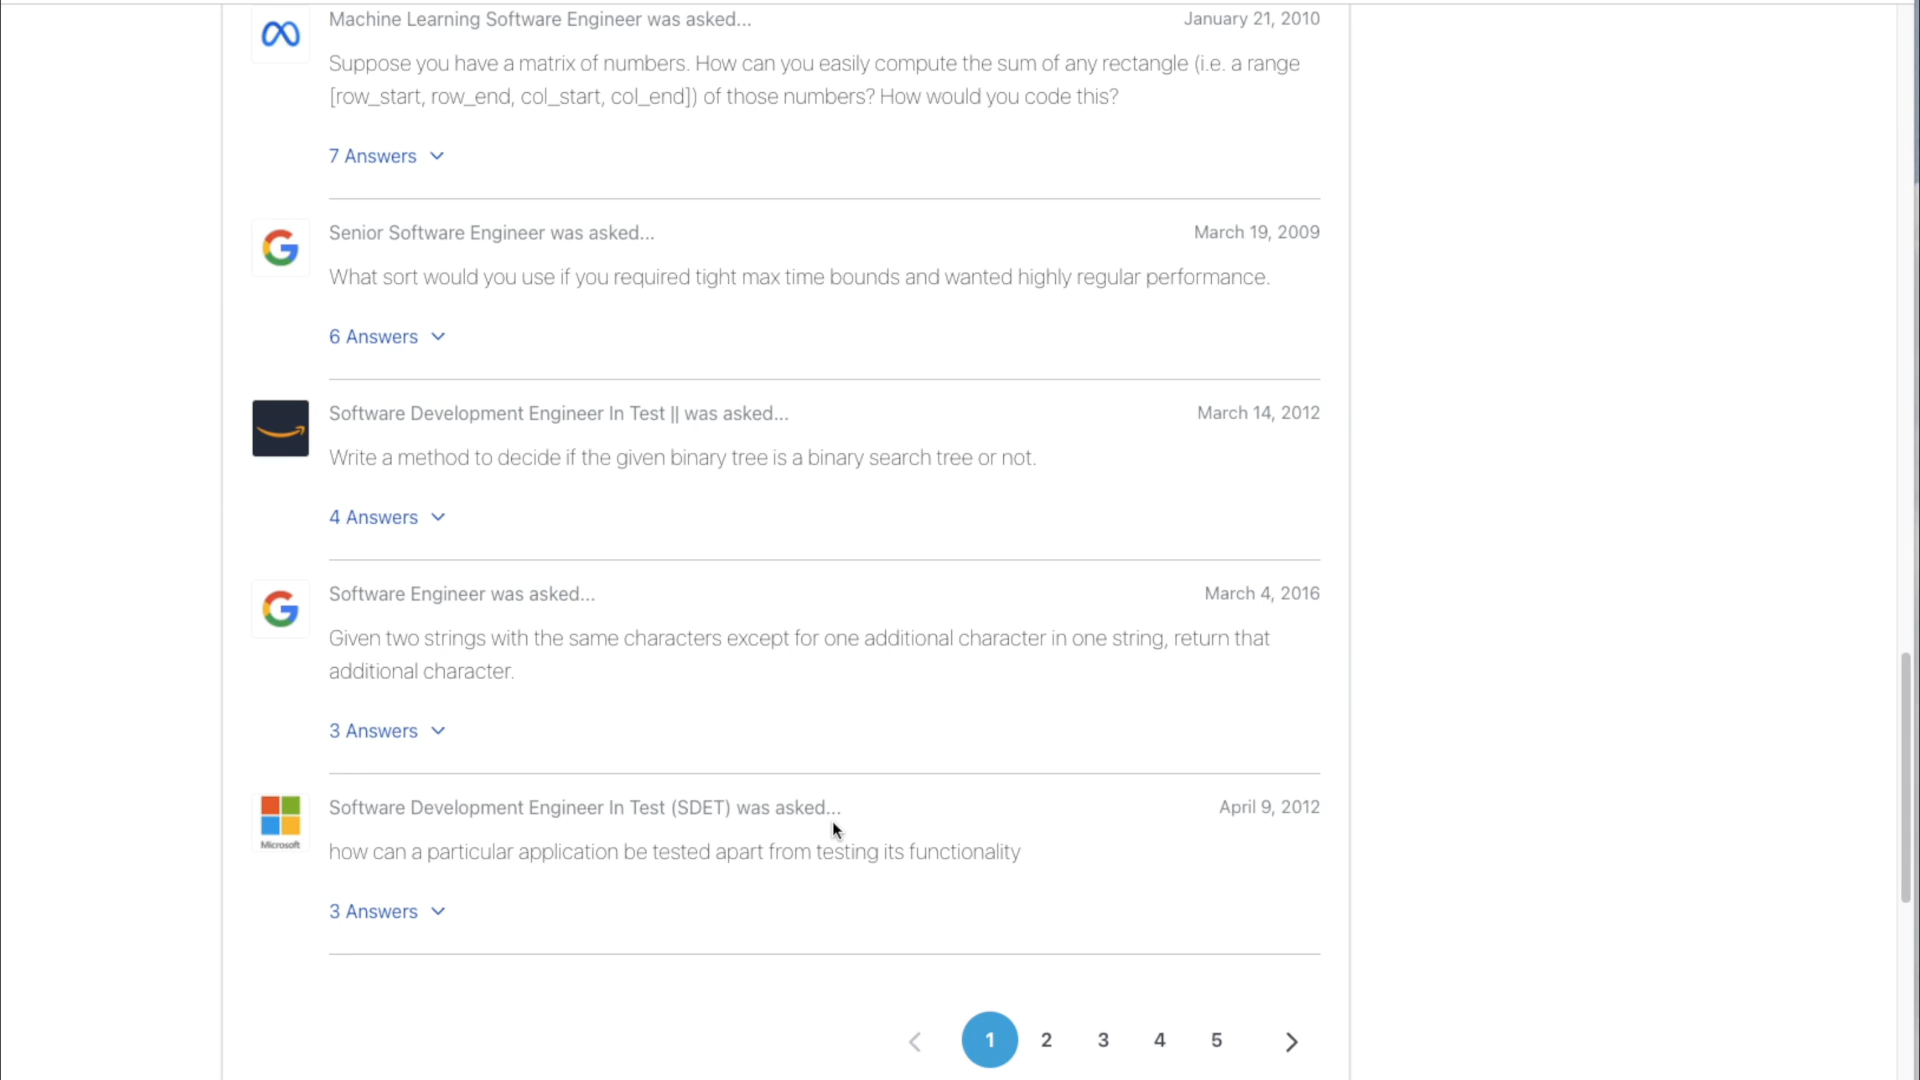 Machine Learning Software Engineer was asked...
January 21, 2010
Suppose you have a matrix of numbers. How can you easily compute the sum of any rectangle (i.e. a range
[row_start, row_end, col_start, col_end]) of those numbers? How would you code this?
7 Answers
Senior Software Engineer was asked...
March 19, 2009
What sort would you use if you required tight max time bounds and wanted highly regular performance.
6 Answers
Software Development Engineer In Test || was asked...
March 14, 2012
Write a method to decide if the given binary tree is a binary search tree or not.
4 Answers
Software Engineer was asked...
March 4, 2016
Given two strings with the same characters except for one additional character in one string, return that
additional character.
3 Answers
Microsoft
Software Development Engineer In Test (SDET) was asked...
April 9, 2012
how can a particular application be tested apart from testing its functionality
3 Answers
1 2 3 4 5